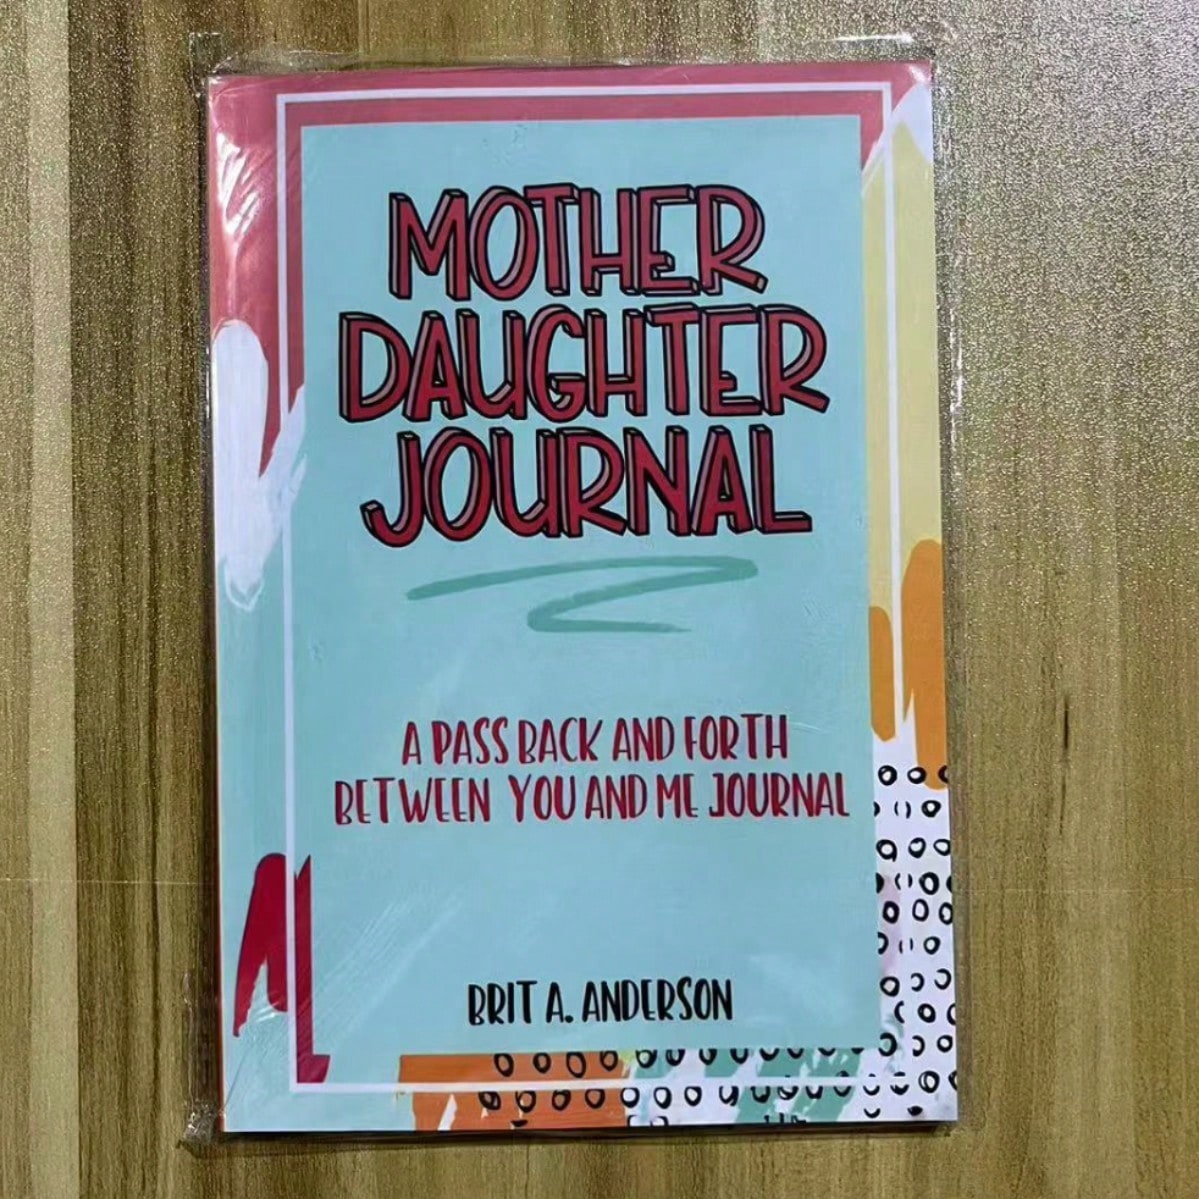 MOTHER
DAUGHTER
JOURNAL
A PASS BACK AND FORTH
BETWEEN YOU AND ME JOURNAL
BRIT A. ANDERSON